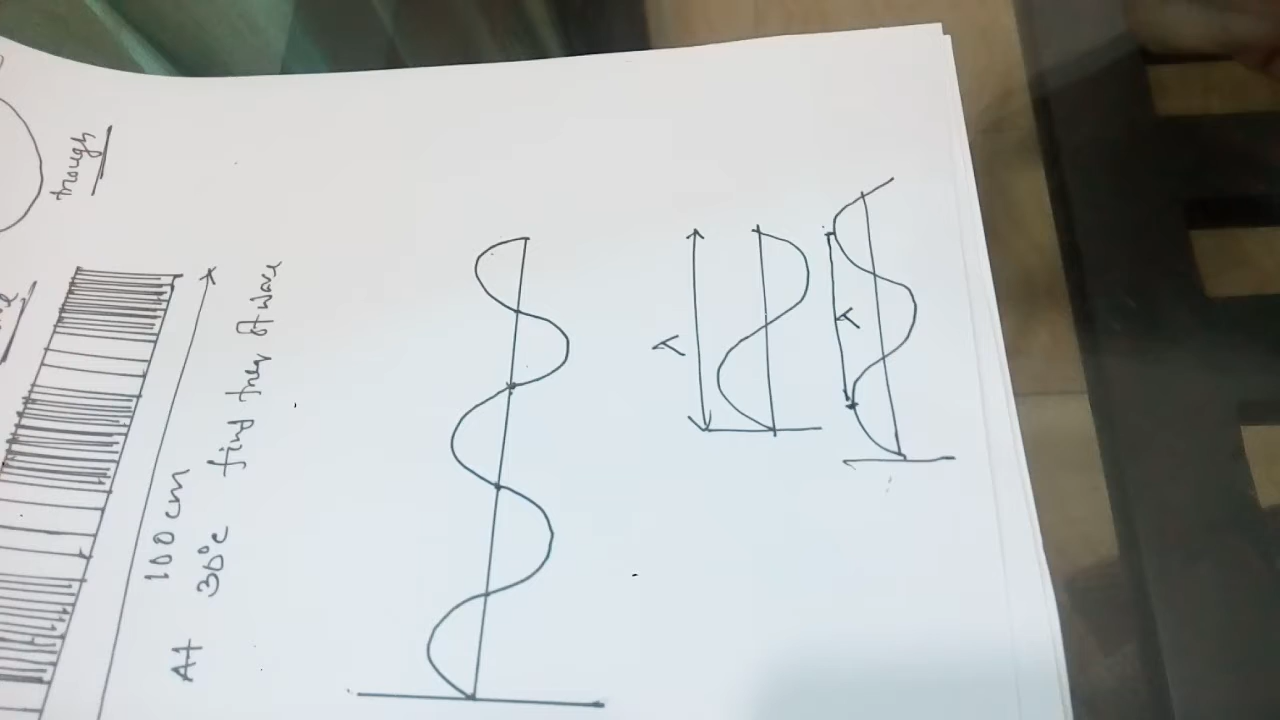 trough
100 cm
At 30°C find freq of wave
λ
λ